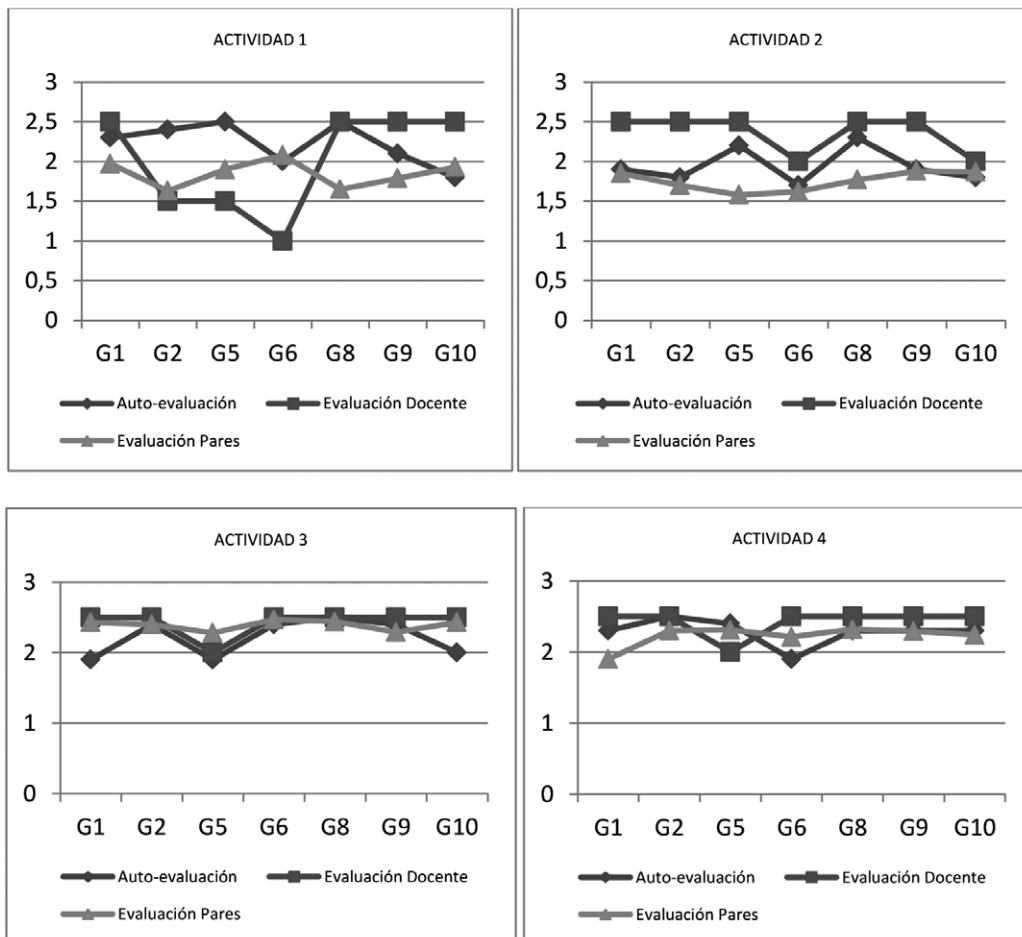 ACTIVIDAD 1
3
2,5
2
1,5
1
0,5
0
G1 G2 G5 G6 G8 G9 G10
Auto-evaluación Evaluación Docente
Evaluación Pares
ACTIVIDAD 2
3
2,5
2
1,5
1
0,5
0
G1 G2 G5 G6 G8 G9 G10
Auto-evaluación Evaluación Docente
Evaluación Pares
ACTIVIDAD 3
3
2
1
0
G1 G2 G5 G6 G8 G9 G10
Auto-evaluación Evaluación Docente
Evaluación Pares
ACTIVIDAD 4
3
2
1
0
G1 G2 G5 G6 G8 G9 G10
Auto-evaluación Evaluación Docente
Evaluación Pares